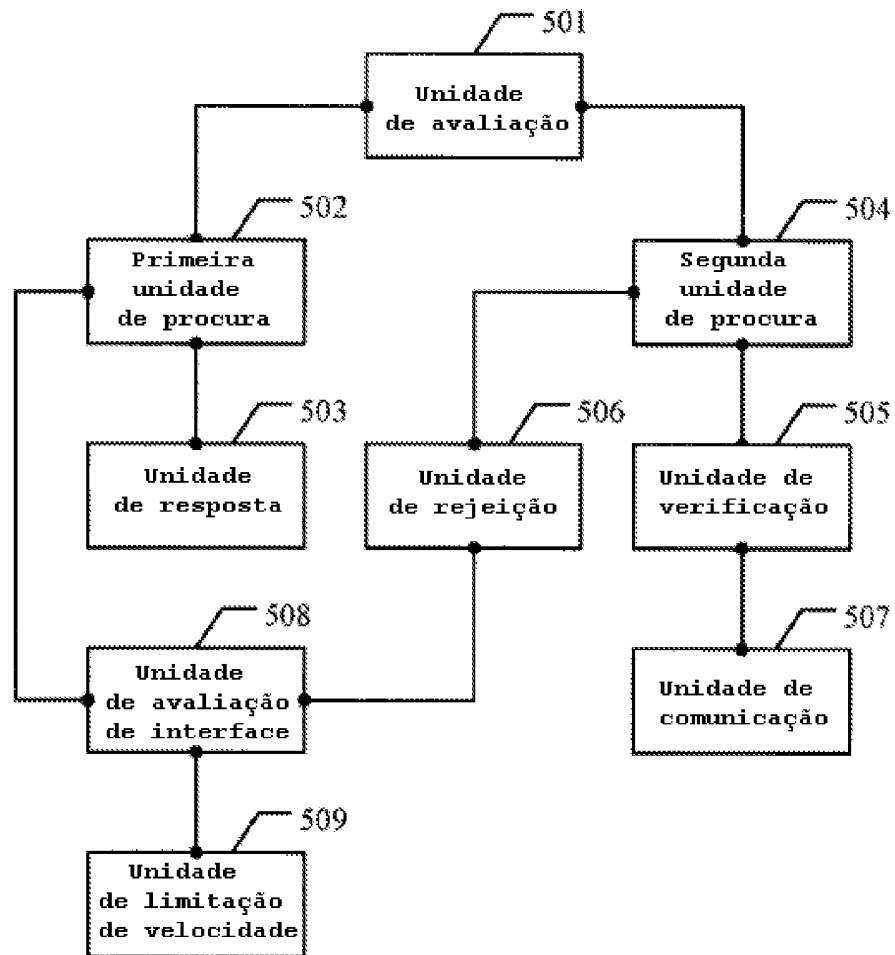 501
Unidade
de avaliação
502
Primeira
unidade
de procura
504
Segunda
unidade
de procura
503
Unidade
de resposta
506
Unidade
de rejeição
505
Unidade de
verificação
508
Unidade
de avaliação
de interface
507
Unidade de
comunicação
509
Unidade
de limitação
de velocidade